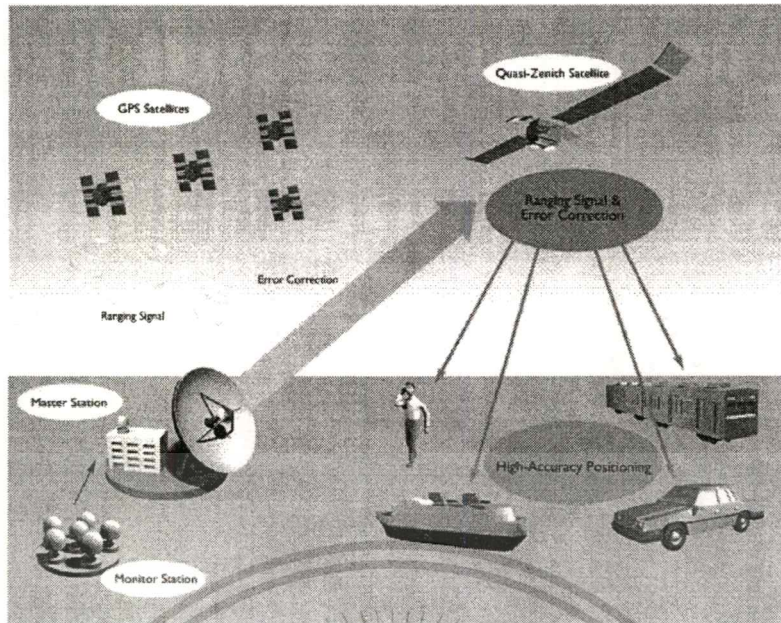 Quasi-Zenith Satellite
GPS Satellites
Ranging Signal &
Error Correction
Error Correction
Ranging Signal
Master Station
High-Accuracy Positioning
Monitor Station